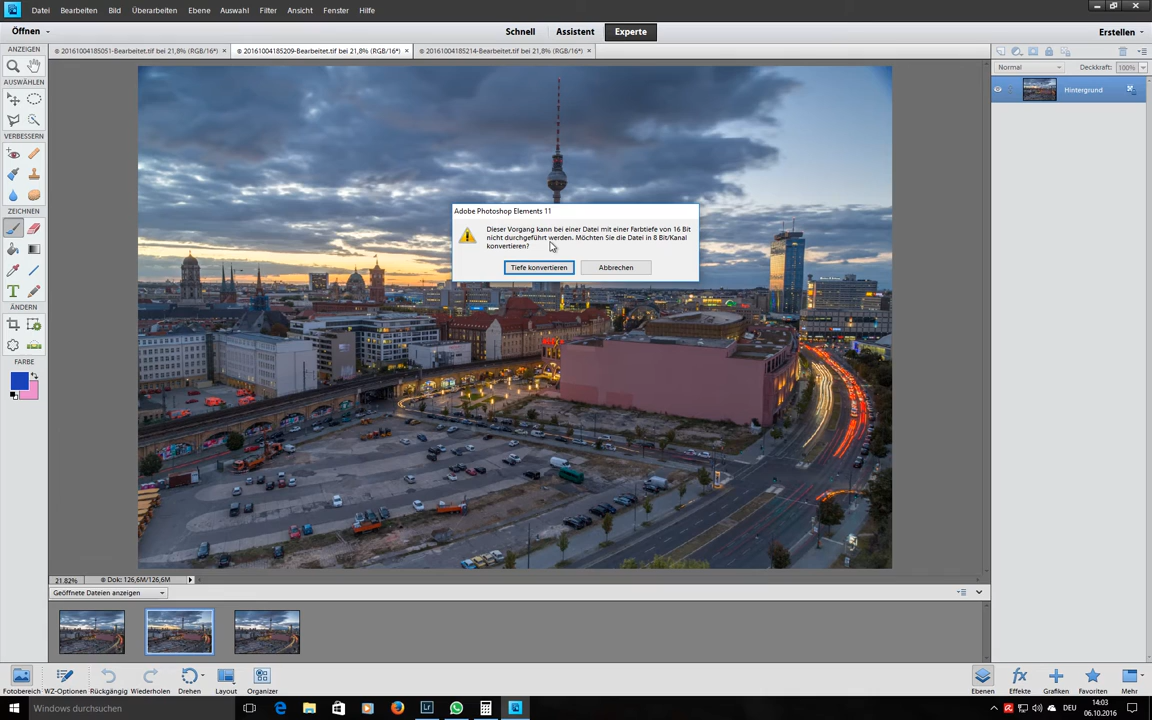 Datei Bearbeiten Bild Überarbeiten Ebene Auswahl Filter Ansicht Fenster Hilfe
Öffnen Schnell Assistent Experte Erstellen
ANZEIGEN
20161004185051-Bearbeitet.tif bei 21,8% (RGB/16*) × 20161004185209-Bearbeitet.tif bei 21,8% (RGB/16*) × 20161004185214-Bearbeitet.tif bei 21,8% (RGB/16*) ×
Normal Deckkraft: 100%
AUSWÄHLEN
Hintergrund
VERBESSERN
ZEICHNEN
T
ÄNDERN
FARBE
Adobe Photoshop Elements 11
Dieser Vorgang kann bei einer Datei mit einer Farbtiefe von 16 Bit
nicht durchgeführt werden. Möchten Sie die Datei in 8 Bit/Kanal
konvertieren?
Tiefe konvertieren Abbrechen
21.82% Dok: 126,6M/126,6M
Geöffnete Dateien anzeigen
Fotobereich WZ-Optionen Rückgängig Wiederholen Drehen Layout Organizer Ebenen Effekte Grafiken Favoriten Mehr
Windows durchsuchen
DEU
14:03
06.10.2016